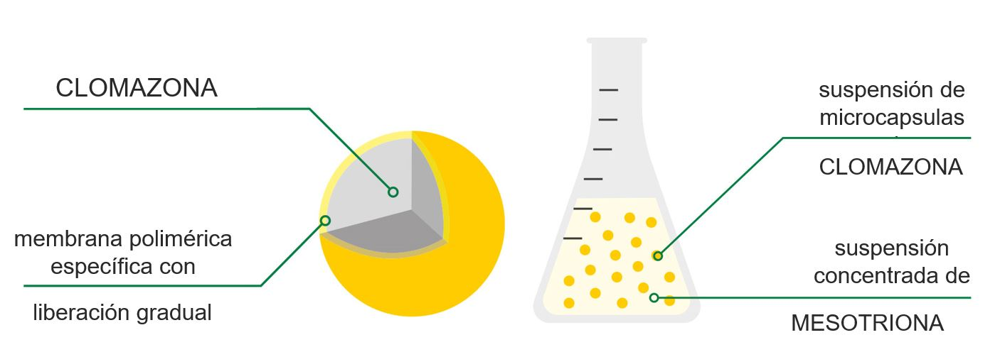 CLOMAZONA
membrana polimérica
específica con
liberación gradual
suspensión de
microcapsulas
CLOMAZONA
suspensión
concentrada de
MESOTRIONA